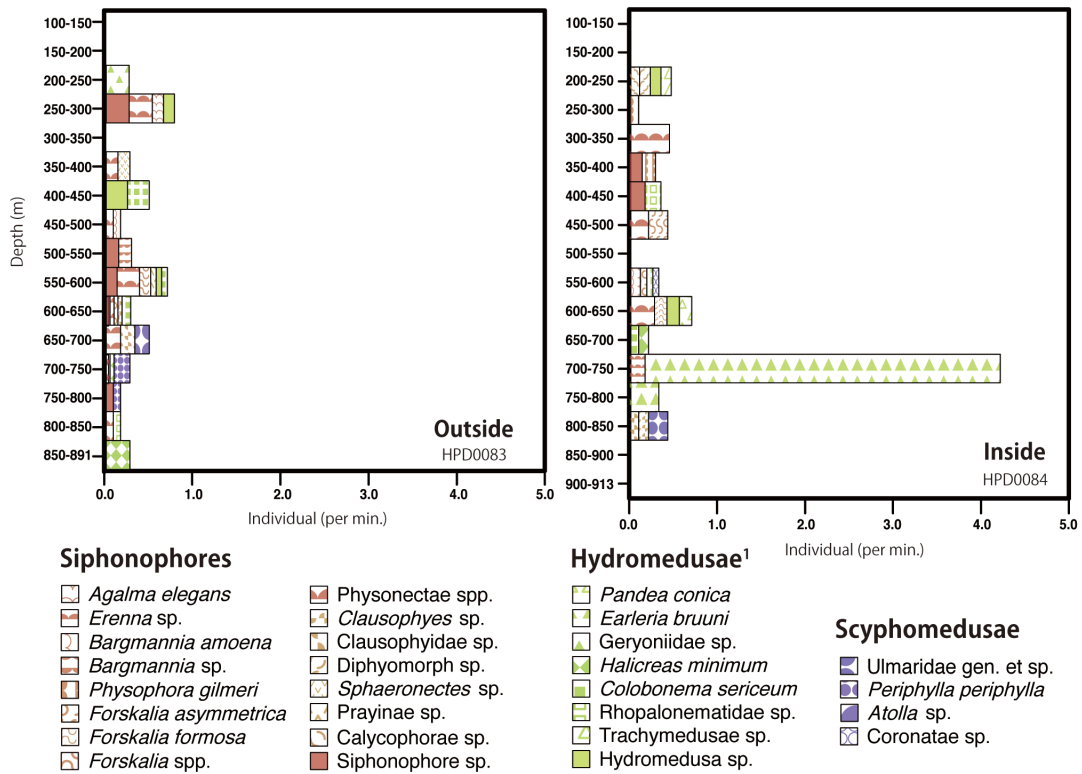 Depth (m)
100-150
150-200
200-250
250-300
300-350
350-400
400-450
450-500
500-550
550-600
600-650
650-700
700-750
750-800
800-850
850-891
Outside
HPD0083
0.0 1.0 2.0 3.0 4.0 5.0
Individual (per min.)
100-150
150-200
200-250
250-300
300-350
350-400
400-450
450-500
500-550
550-600
600-650
650-700
700-750
750-800
800-850
850-900
900-913
Inside
HPD0084
0.0 1.0 2.0 3.0 4.0 5.0
Individual (per min.)
Siphonophores
Agalma elegans
Erenna sp.
Bargmannia amoena
Bargmannia sp.
Physophora gilmeri
Forskalia asymmetrica
Forskalia formosa
Forskalia spp.
Physonectae spp.
Clausophyes sp.
Clausophyidae sp.
Diphyomorph sp.
Sphaeronectes sp.
Prayinae sp.
Calycophorae sp.
Siphonophore sp.
Hydromedusae¹
Pandea conica
Earleria bruuni
Geryoniidae sp.
Halicreas minimum
Colobonema sericeum
Rhopalonematidae sp.
Trachymedusae sp.
Hydromedusa sp.
Scyphomedusae
Ulmaridae gen. et sp.
Periphylla periphylla
Atolla sp.
Coronatae sp.